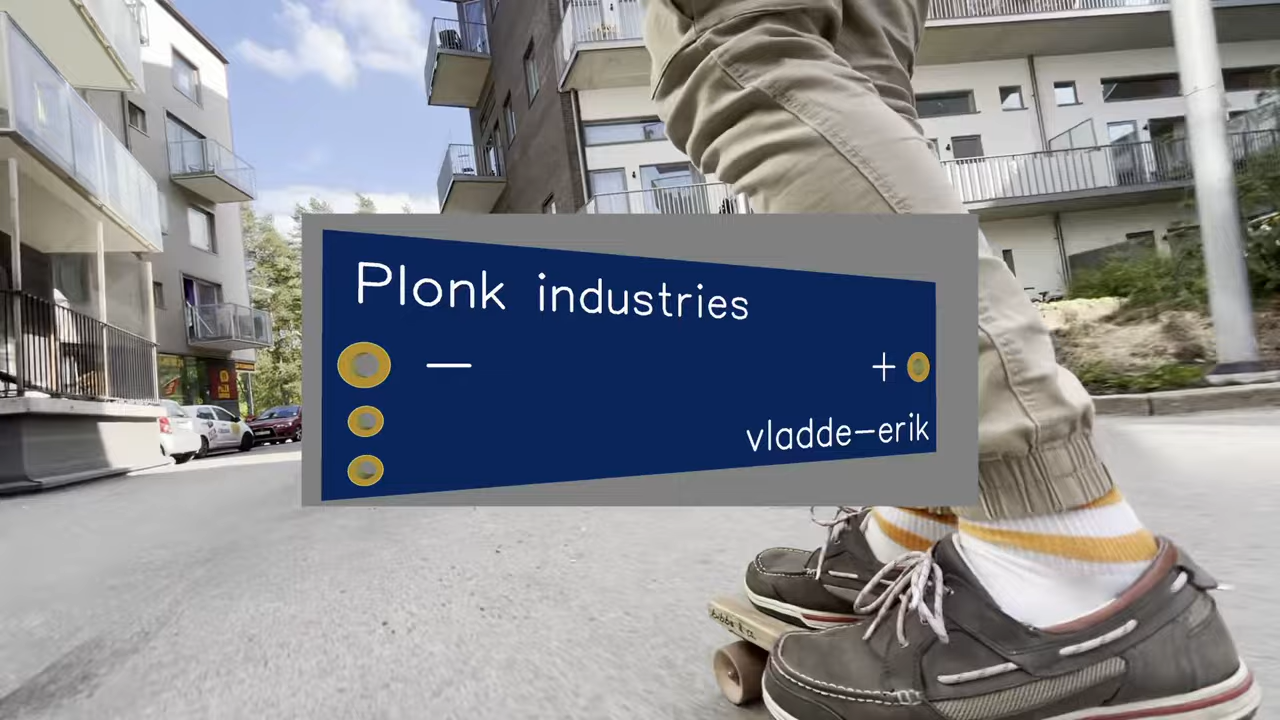 Plonk industries
—
+
vladde-erik